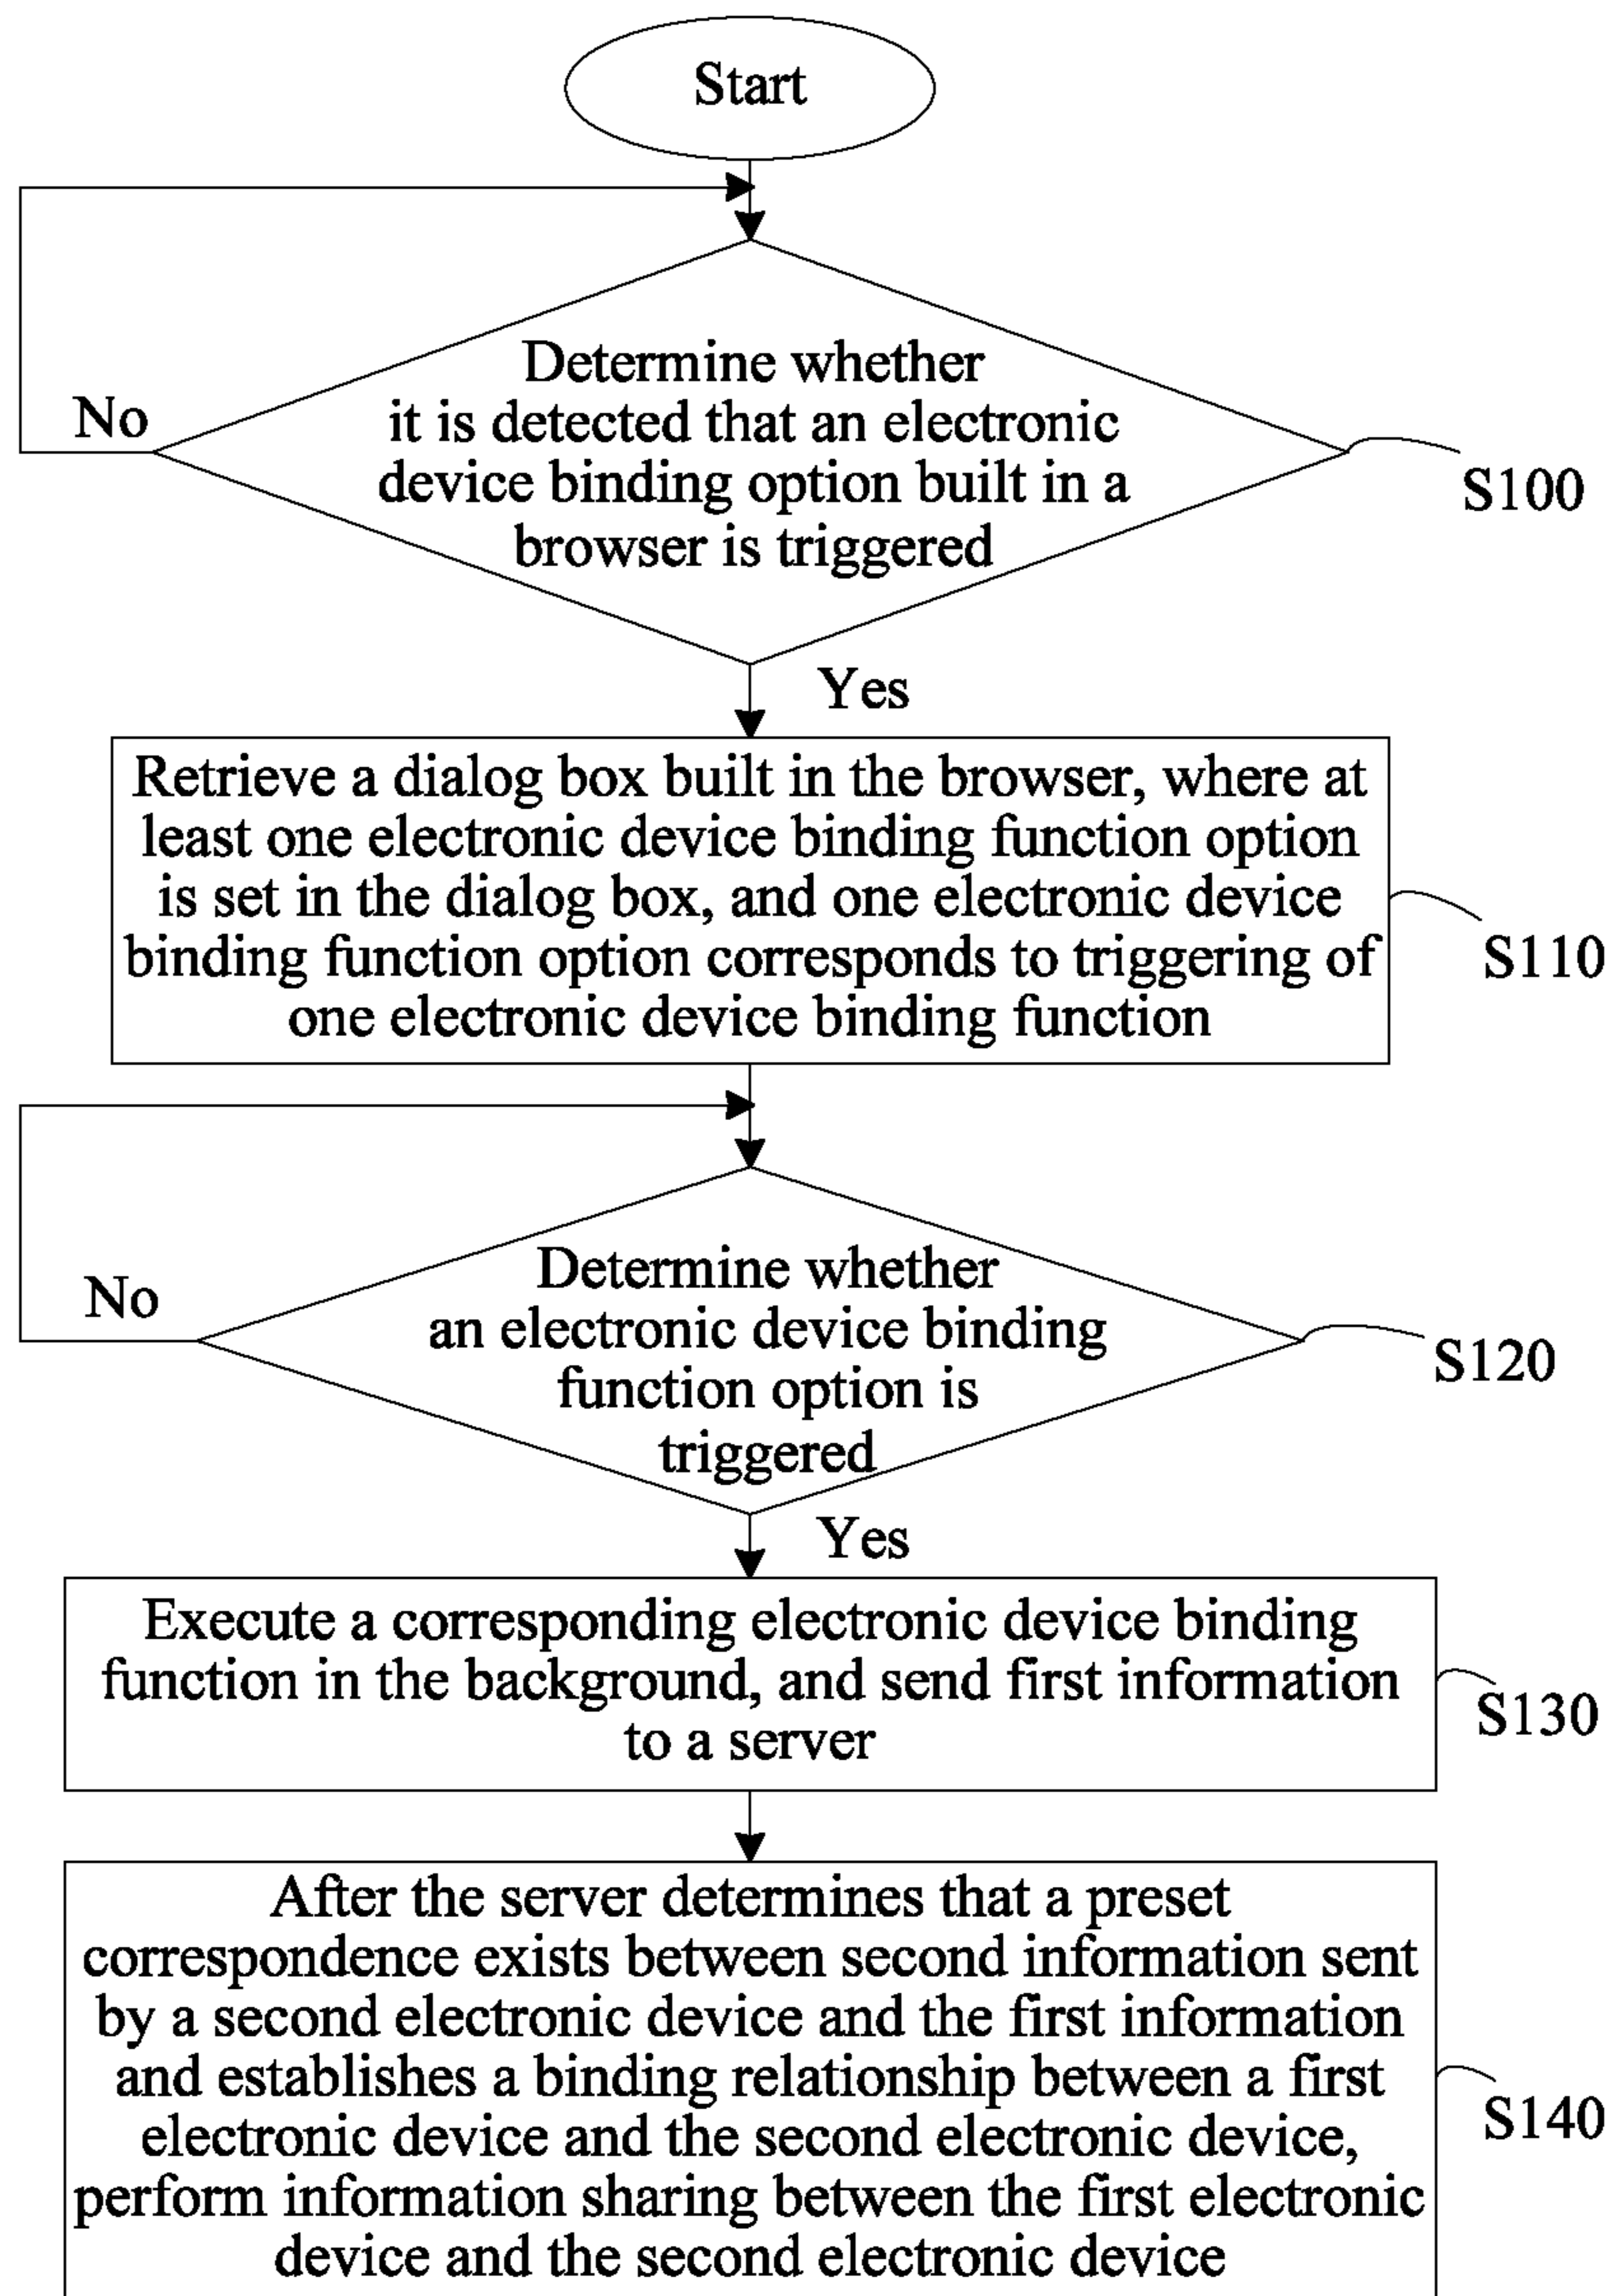 Start
Determine whether
it is detected that an electronic
device binding option built in a
browser is triggered
No
S100
Yes
Retrieve a dialog box built in the browser, where at
least one electronic device binding function option
is set in the dialog box, and one electronic device
binding function option corresponds to triggering of
one electronic device binding function
S110
Determine whether
an electronic device binding
function option is
triggered
No
S120
Yes
Execute a corresponding electronic device binding
function in the background, and send first information
to a server
S130
After the server determines that a preset
correspondence exists between second information sent
by a second electronic device and the first information
and establishes a binding relationship between a first
electronic device and the second electronic device,
perform information sharing between the first electronic
device and the second electronic device
S140